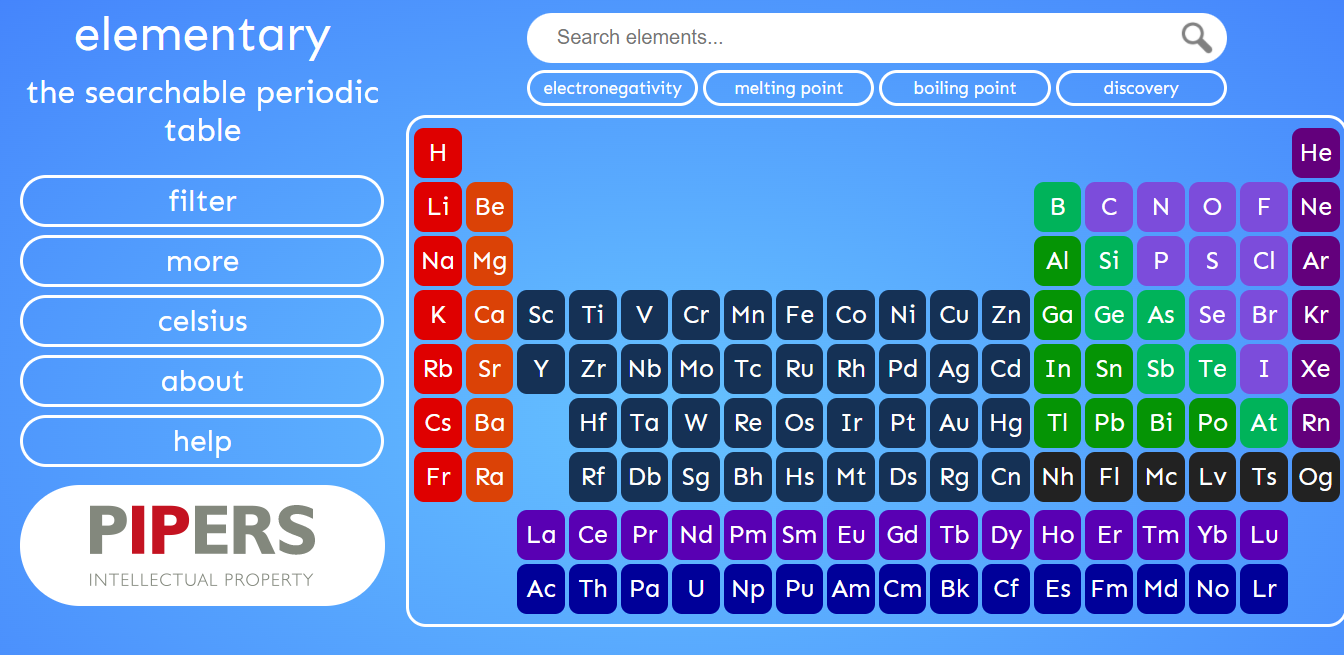 elementary
the searchable periodic
table
filter
more
celsius
about
help
PIPERS
INTELLECTUAL PROPERTY
Search elements...
electronegativity melting point boiling point discovery
H He
Li Be B C N O F Ne
Na Mg Al Si P S Cl Ar
K Ca Sc Ti V Cr Mn Fe Co Ni Cu Zn Ga Ge As Se Br Kr
Rb Sr Y Zr Nb Mo Tc Ru Rh Pd Ag Cd In Sn Sb Te I Xe
Cs Ba Hf Ta W Re Os Ir Pt Au Hg Tl Pb Bi Po At Rn
Fr Ra Rf Db Sg Bh Hs Mt Ds Rg Cn Nh Fl Mc Lv Ts Og
La Ce Pr Nd Pm Sm Eu Gd Tb Dy Ho Er Tm Yb Lu
Ac Th Pa U Np Pu Am Cm Bk Cf Es Fm Md No Lr